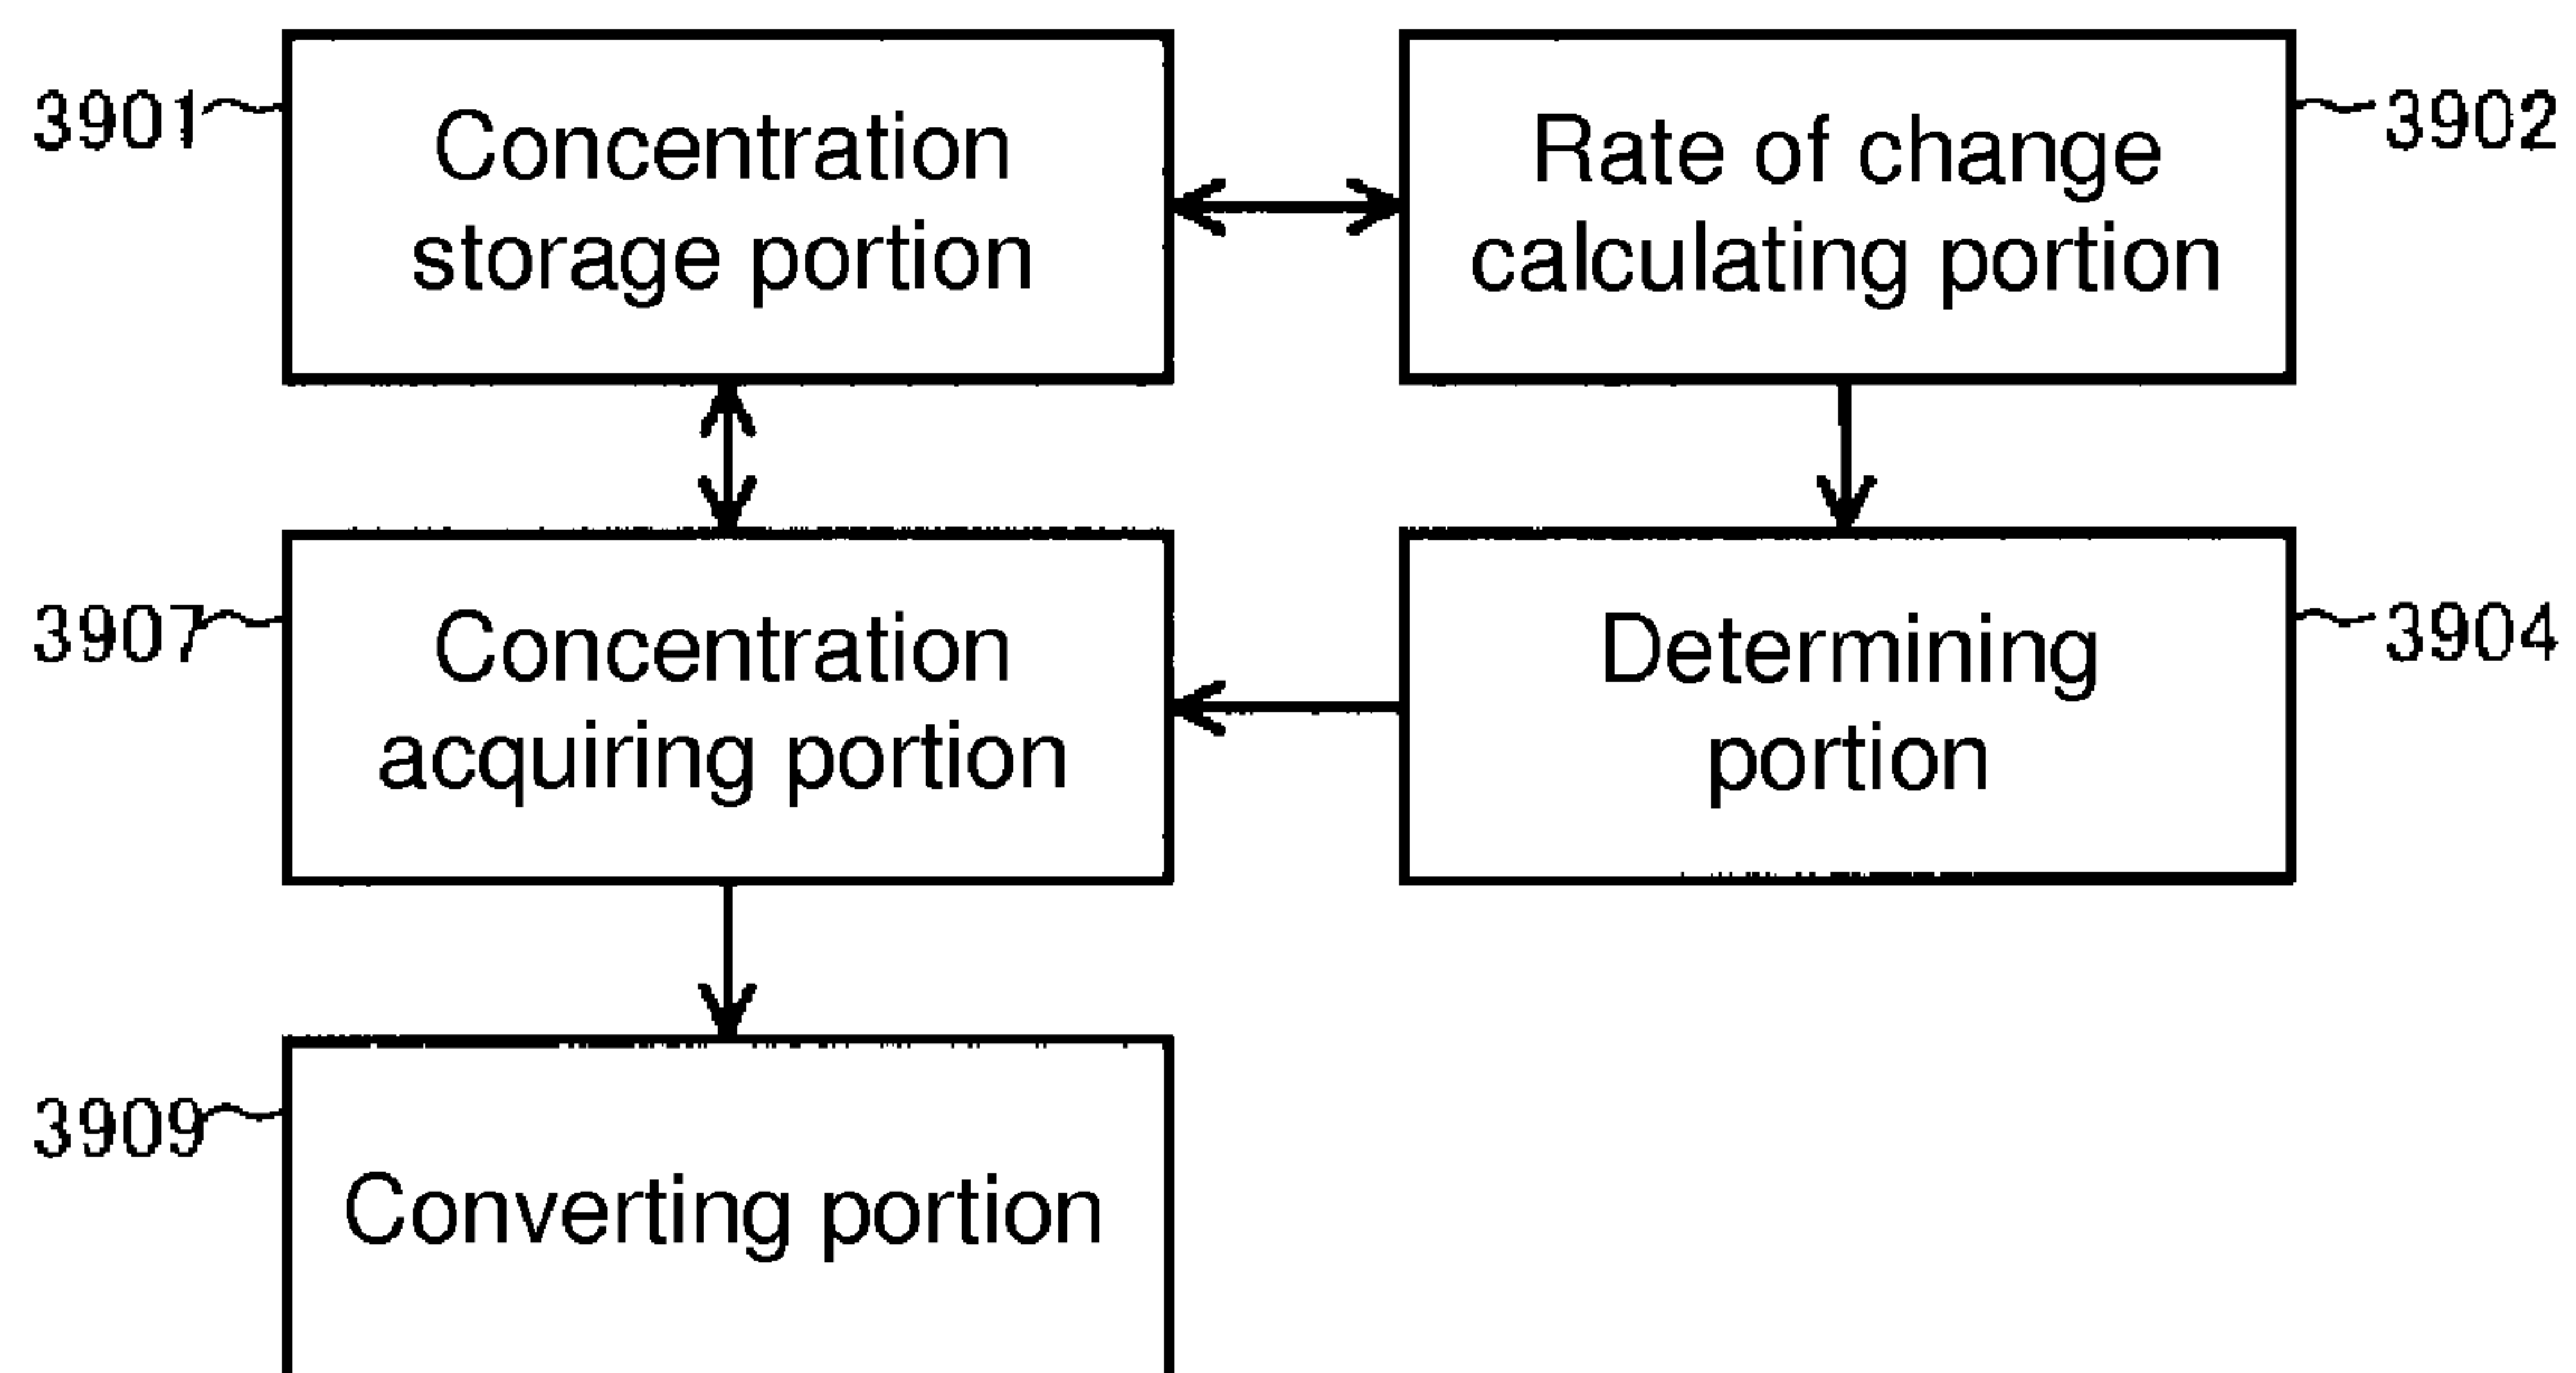 3901
Concentration
storage portion
Rate of change
calculating portion
3902
3907
Concentration
acquiring portion
Determining
portion
3904
3909
Converting portion